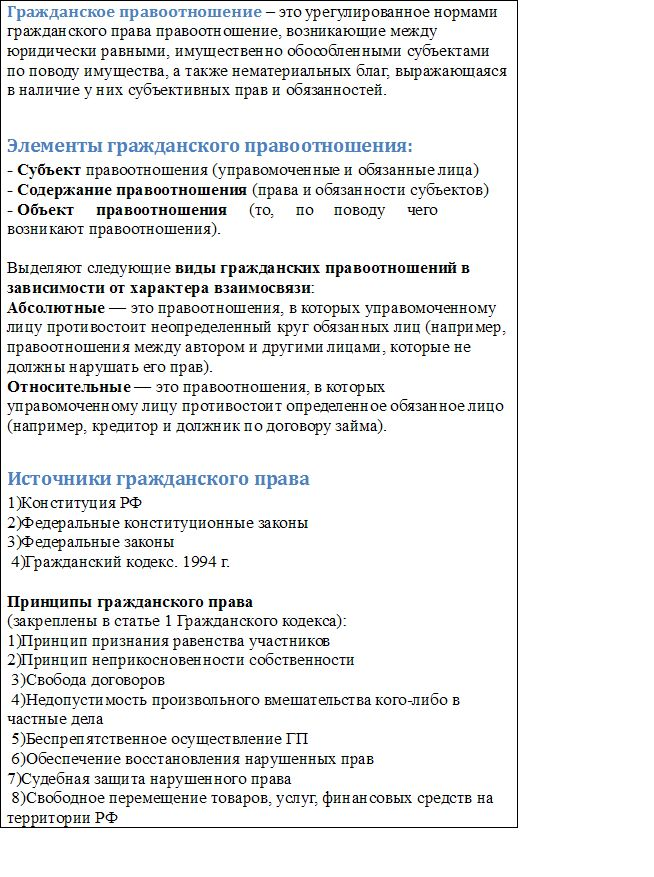 Гражданское правоотношение – это урегулированное нормами
гражданского права правоотношение, возникающие между
юридически равными, имущественно обособленными субъектами
по поводу имущества, а также нематериальных благ, выражающаяся
в наличие у них субъективных прав и обязанностей.
Элементы гражданского правоотношения:
- Субъект правоотношения (управомоченные и обязанные лица)
- Содержание правоотношения (права и обязанности субъектов)
- Объект правоотношения (то, по поводу чего
возникают правоотношения).
Выделяют следующие виды гражданских правоотношений в
зависимости от характера взаимосвязи:
Абсолютные — это правоотношения, в которых управомоченному
лицу противостоит неопределенный круг обязанных лиц (например,
правоотношения между автором и другими лицами, которые не
должны нарушать его прав).
Относительные — это правоотношения, в которых
управомоченному лицу противостоит определенное обязанное лицо
(например, кредитор и должник по договору займа).
Источники гражданского права
1)Конституция РФ
2)Федеральные конституционные законы
3)Федеральные законы
4)Гражданский кодекс. 1994 г.
Принципы гражданского права
(закреплены в статье 1 Гражданского кодекса):
1)Принцип признания равенства участников
2)Принцип неприкосновенности собственности
3)Свобода договоров
4)Недопустимость произвольного вмешательства кого-либо в
частные дела
5)Беспрепятственное осуществление ГП
6)Обеспечение восстановления нарушенных прав
7)Судебная защита нарушенного права
8)Свободное перемещение товаров, услуг, финансовых средств на
территории РФ